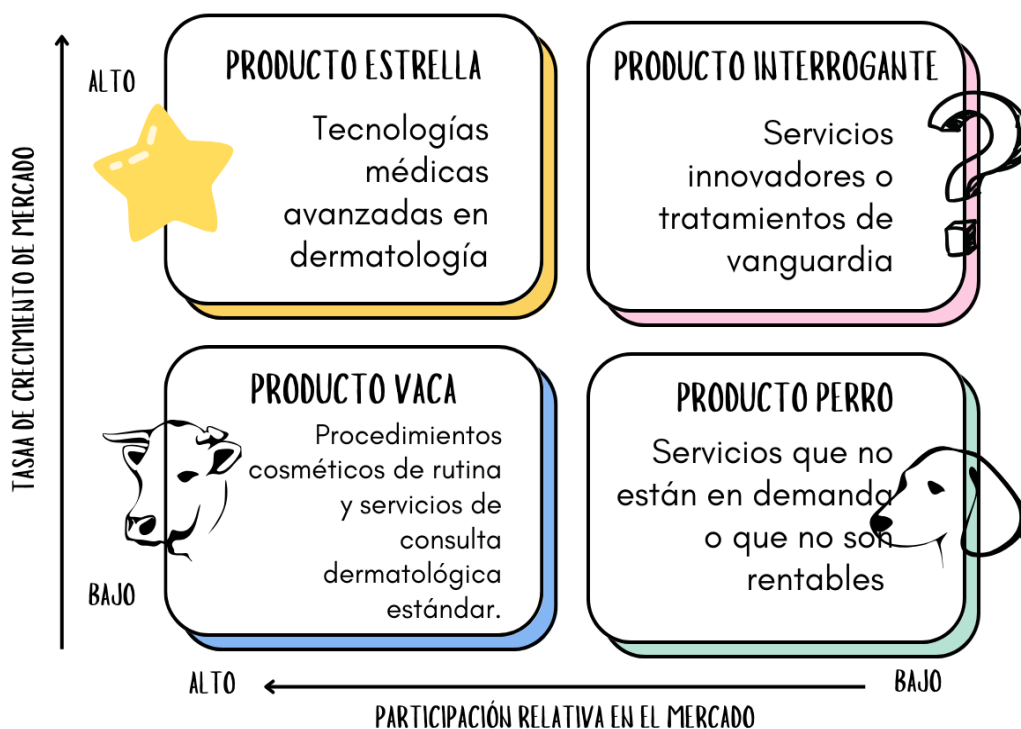 TASAA DE CRECIMIENTO DE MERCADO
ALTO
PRODUCTO ESTRELLA
Tecnologías
médicas
avanzadas en
dermatología
PRODUCTO INTERROGANTE
Servicios
innovadores o
tratamientos de
vanguardia
PRODUCTO VACA
Procedimientos
cosméticos de rutina
y servicios de
consulta
dermatológica
estándar.
PRODUCTO PERRO
Servicios que no
están en demanda
o que no son
rentables
BAJO
ALTO
BAJO
PARTICIPACIÓN RELATIVA EN EL MERCADO